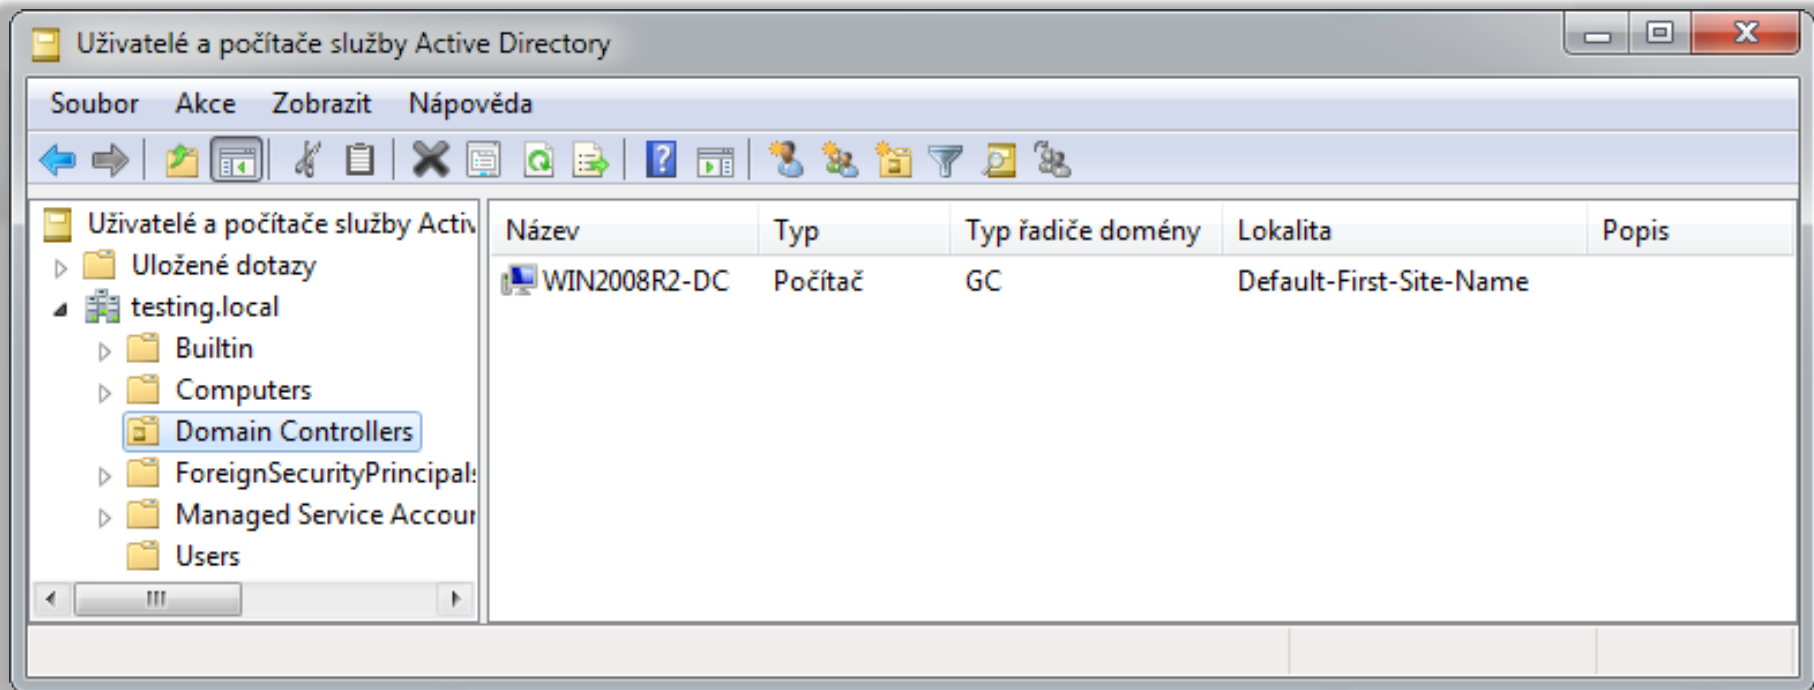 Uživatelé a počítače služby Active Directory
Soubor Akce Zobrazit Nápověda
Uživatelé a počítače služby Activ
Uložené dotazy
testing.local
Builtin
Computers
Domain Controllers
ForeignSecurityPrincipal
Managed Service Accoun
Users
Název Typ Typ řadiče domény Lokalita Popis
WIN2008R2-DC Počítač GC Default-First-Site-Name